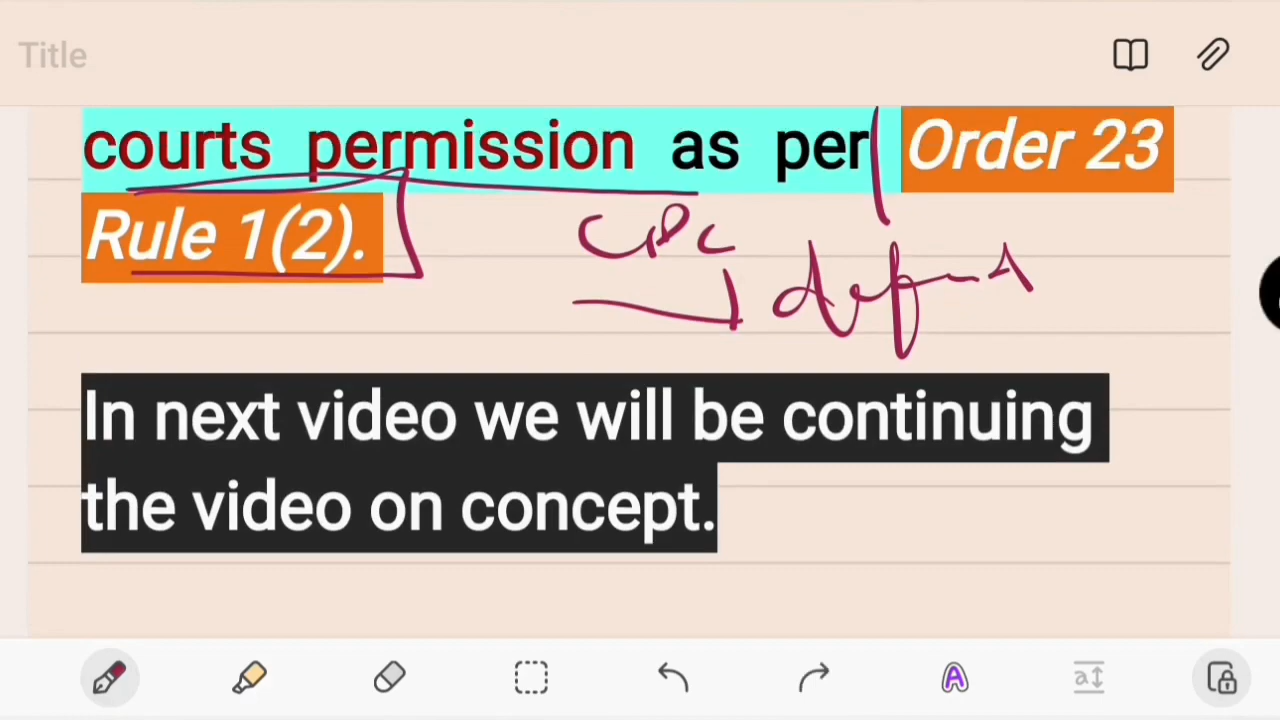 Title
courts permission as per Order 23
Rule 1(2).
CPC
In next video we will be continuing
the video on concept.